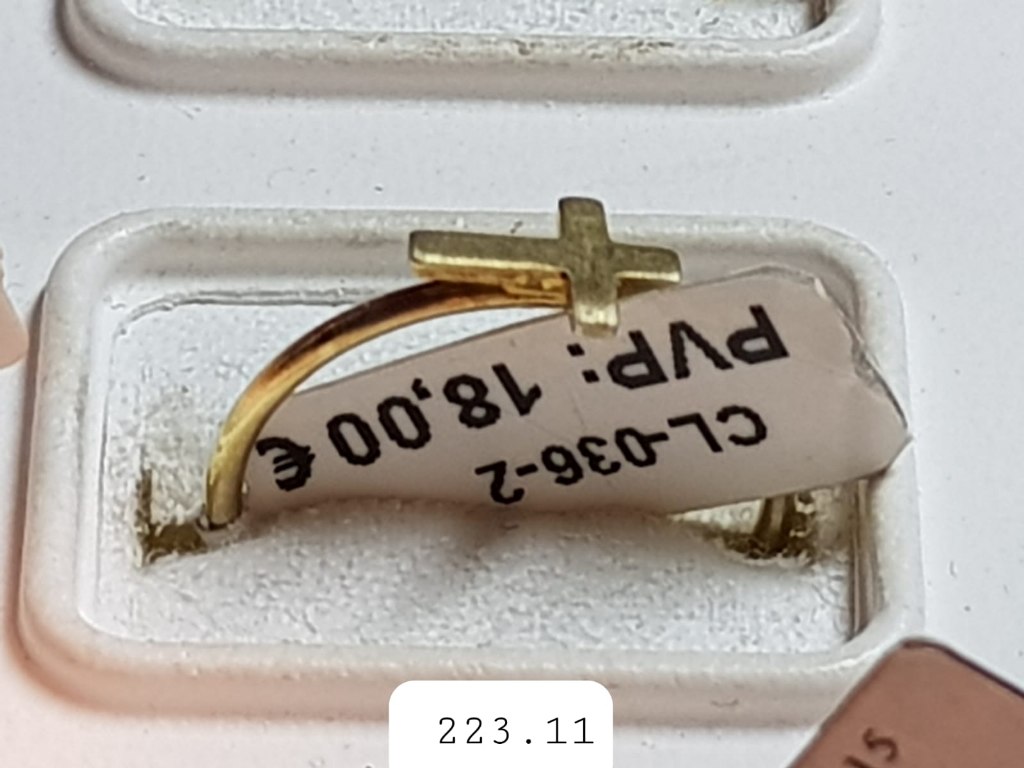 PVP: 18,00 €
CL-036-2
223.11